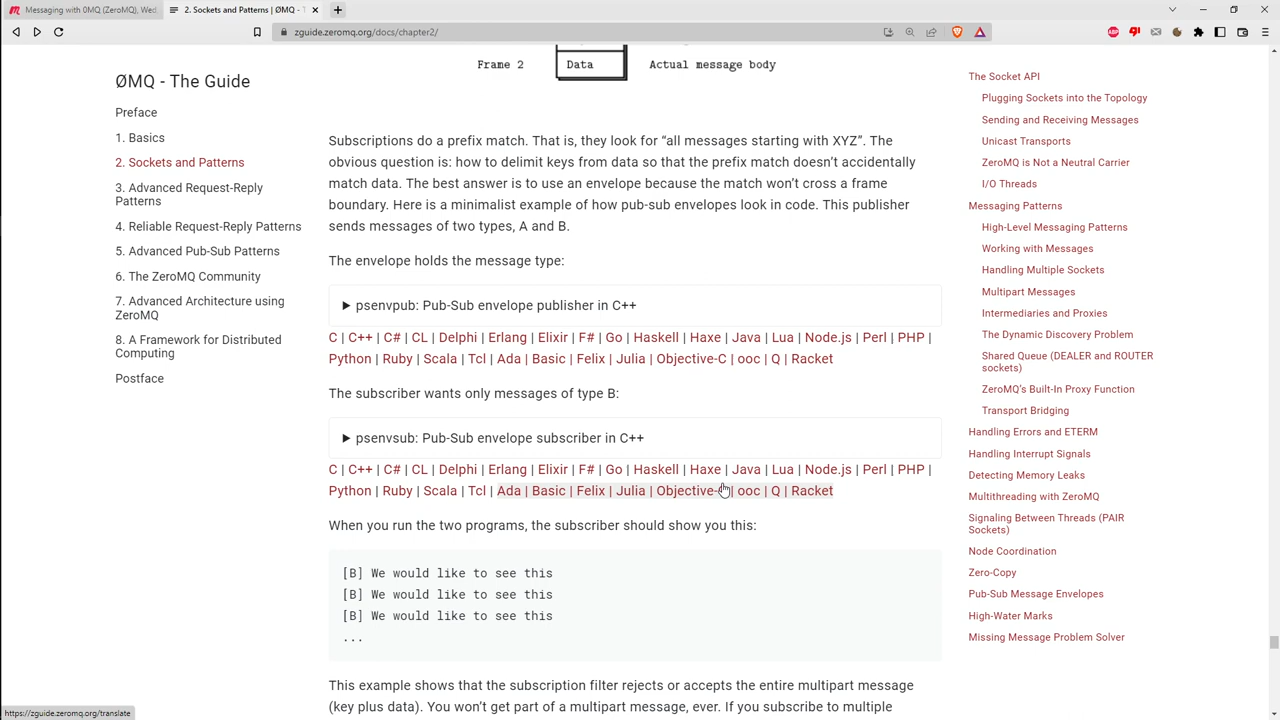 Messaging with 0MQ (ZeroMQ), Wed,
2. Sockets and Patterns | ØMQ - T
zguide.zeromq.org/docs/chapter2/
ØMQ - The Guide
Preface
1. Basics
2. Sockets and Patterns
3. Advanced Request-Reply
Patterns
4. Reliable Request-Reply Patterns
5. Advanced Pub-Sub Patterns
6. The ZeroMQ Community
7. Advanced Architecture using
ZeroMQ
8. A Framework for Distributed
Computing
Postface
Frame 2 Data Actual message body
Subscriptions do a prefix match. That is, they look for “all messages starting with XYZ”. The
obvious question is: how to delimit keys from data so that the prefix match doesn’t accidentally
match data. The best answer is to use an envelope because the match won’t cross a frame
boundary. Here is a minimalist example of how pub-sub envelopes look in code. This publisher
sends messages of two types, A and B.
The envelope holds the message type:
▶ psenvpub: Pub-Sub envelope publisher in C++
C | C++ | C# | CL | Delphi | Erlang | Elixir | F# | Go | Haskell | Haxe | Java | Lua | Node.js | Perl | PHP |
Python | Ruby | Scala | Tcl | Ada | Basic | Felix | Julia | Objective-C | ooc | Q | Racket
The subscriber wants only messages of type B:
▶ psenvsub: Pub-Sub envelope subscriber in C++
C | C++ | C# | CL | Delphi | Erlang | Elixir | F# | Go | Haskell | Haxe | Java | Lua | Node.js | Perl | PHP |
Python | Ruby | Scala | Tcl | Ada | Basic | Felix | Julia | Objective-C | ooc | Q | Racket
When you run the two programs, the subscriber should show you this:
[B] We would like to see this
[B] We would like to see this
[B] We would like to see this
...
This example shows that the subscription filter rejects or accepts the entire multipart message
(key plus data). You won’t get part of a multipart message, ever. If you subscribe to multiple
The Socket API
Plugging Sockets into the Topology
Sending and Receiving Messages
Unicast Transports
ZeroMQ is Not a Neutral Carrier
I/O Threads
Messaging Patterns
High-Level Messaging Patterns
Working with Messages
Handling Multiple Sockets
Multipart Messages
Intermediaries and Proxies
The Dynamic Discovery Problem
Shared Queue (DEALER and ROUTER
sockets)
ZeroMQ’s Built-In Proxy Function
Transport Bridging
Handling Errors and ETERM
Handling Interrupt Signals
Detecting Memory Leaks
Multithreading with ZeroMQ
Signaling Between Threads (PAIR
Sockets)
Node Coordination
Zero-Copy
Pub-Sub Message Envelopes
High-Water Marks
Missing Message Problem Solver
https://zguide.zeromq.org/translate